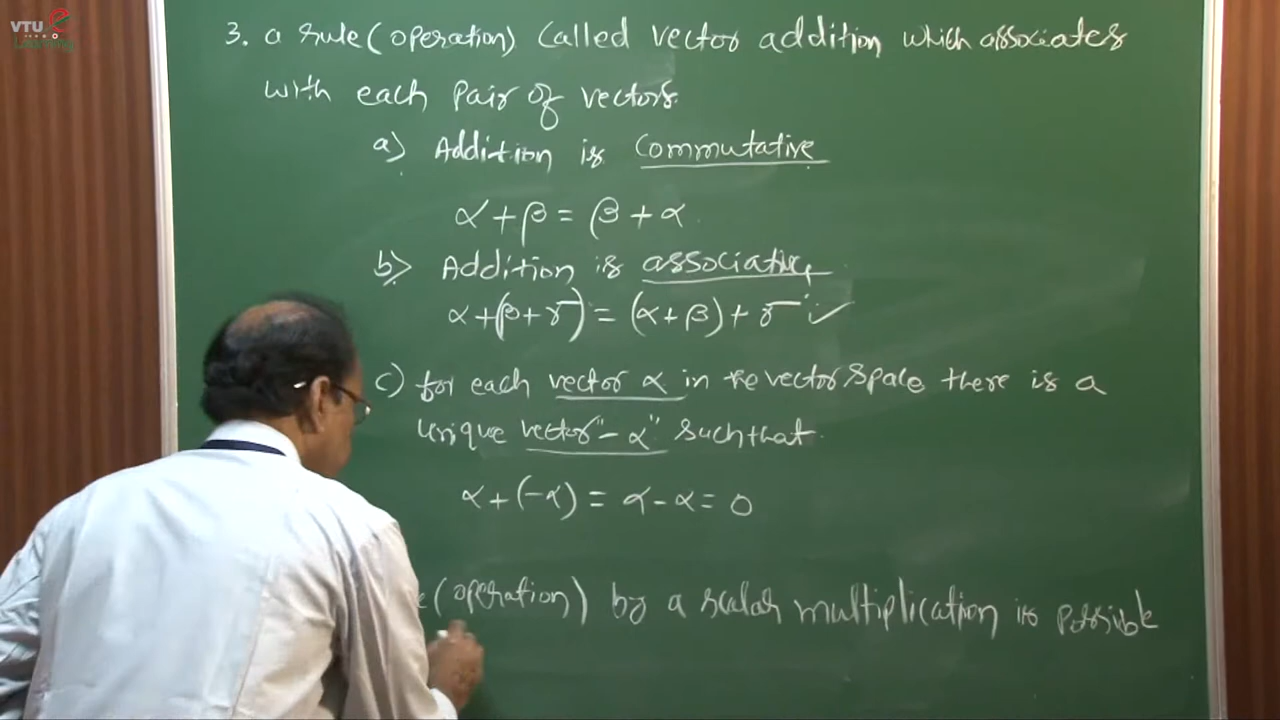 VTU e
Learning
3. a rule (operation) called vector addition which associates
with each pair of vectors.
a) Addition is commutative
α + β = β + α
b) Addition is associative
α + (β + γ) = (α + β) + γ ✓
c) for each vector α in the vector space there is a
unique vector "-α" such that
α + (-α) = α - α = 0
(operation) by a scalar multiplication is possible